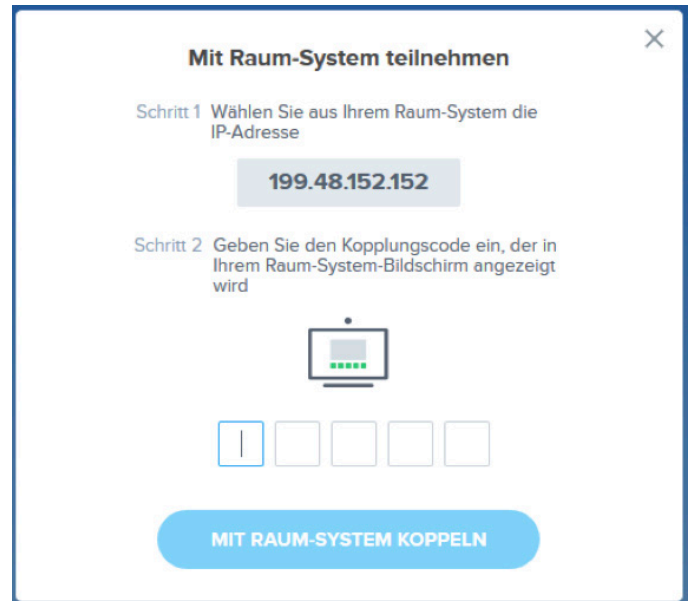 Mit Raum-System teilnehmen
Schritt 1 Wählen Sie aus Ihrem Raum-System die
IP-Adresse
199.48.152.152
Schritt 2 Geben Sie den Kopplungscode ein, der in
Ihrem Raum-System-Bildschirm angezeigt
wird
MIT RAUM-SYSTEM KOPPELN